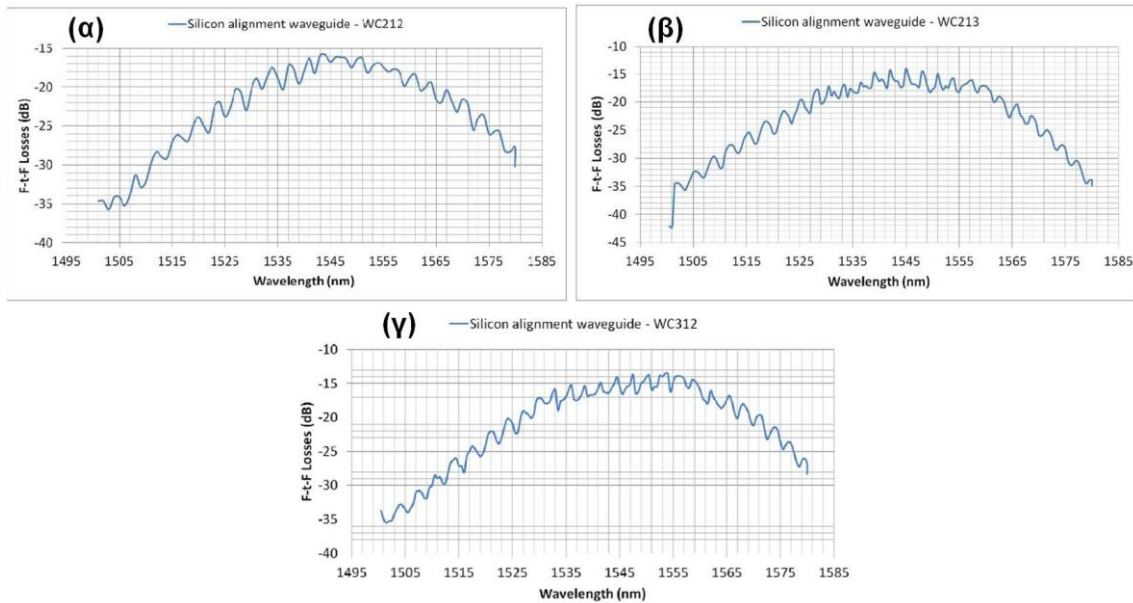 (α)
Silicon alignment waveguide - WC212
-15
-20
-25
-30
-35
-40
F-t-F Losses (dB)
1495 1505 1515 1525 1535 1545 1555 1565 1575 1585
Wavelength (nm)
(β)
Silicon alignment waveguide - WC213
-10
-15
-20
-25
-30
-35
-40
-45
F-t-F Losses (dB)
1495 1505 1515 1525 1535 1545 1555 1565 1575 1585
Wavelength (nm)
(γ)
Silicon alignment waveguide - WC312
-10
-15
-20
-25
-30
-35
-40
F-t-F Losses (dB)
1495 1505 1515 1525 1535 1545 1555 1565 1575 1585
Wavelength (nm)